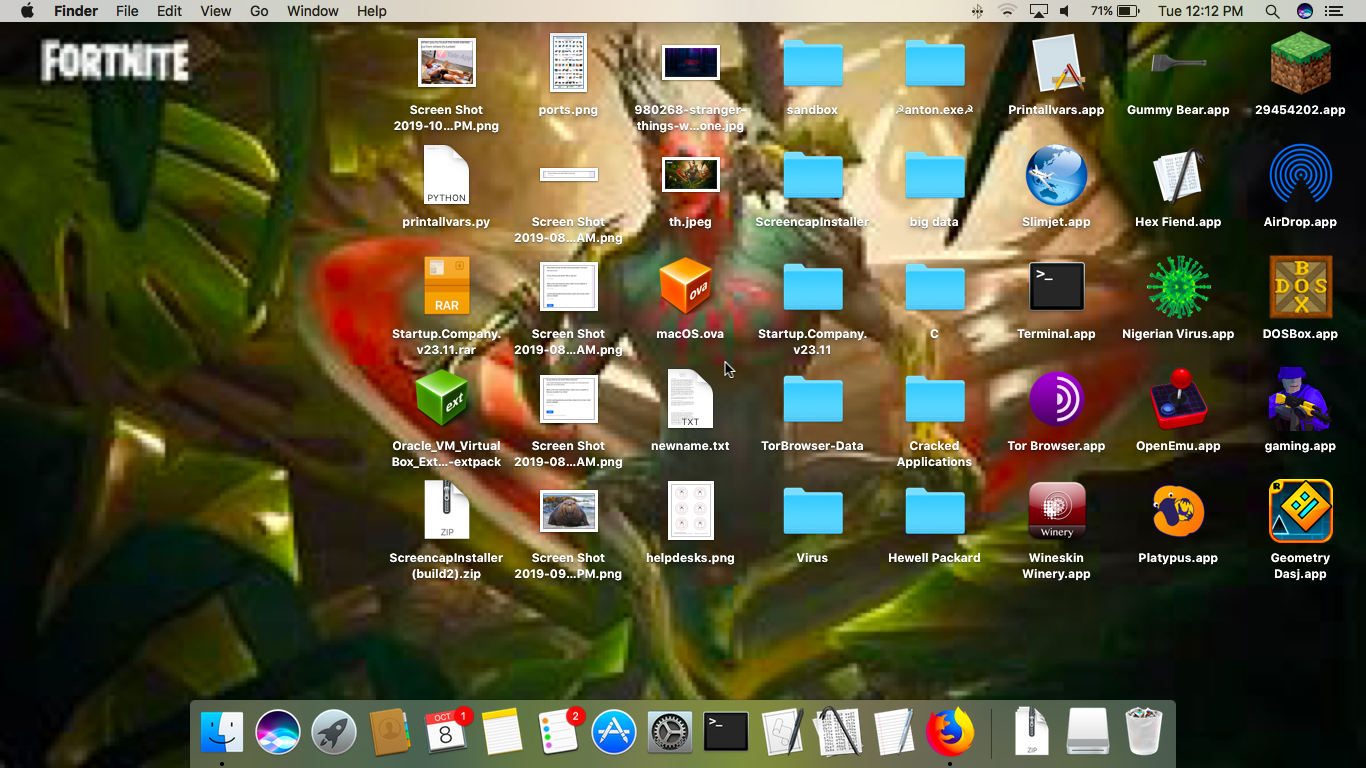 Finder File Edit View Go Window Help 71% Tue 12:12 PM
FORTNITE
Screen Shot
2019-10...PM.png
ports.png
980268-stranger-
things-w...one.jpg
sandbox
☭anton.exe☭
Printallvars.app
Gummy Bear.app
29454202.app
PYTHON
printallvars.py
Screen Shot
2019-08...AM.png
th.jpeg
ScreencapInstaller
big data
Slimjet.app
Hex Fiend.app
AirDrop.app
RAR
Startup.Company.
v23.11.rar
Screen Shot
2019-08...AM.png
ova
macOS.ova
Startup.Company.
v23.11
C
>_
Terminal.app
Nigerian Virus.app
B
DOS
X
DOSBox.app
ext
Oracle_VM_Virtual
Box_Ext...-extpack
Screen Shot
2019-08...AM.png
TXT
newname.txt
TorBrowser-Data
Cracked
Applications
Tor Browser.app
OpenEmu.app
gaming.app
ZIP
ScreencapInstaller
(build2).zip
Screen Shot
2019-09...PM.png
helpdesks.png
Virus
Hewell Packard
Winery
Wineskin
Winery.app
Platypus.app
R
Geometry
Dasj.app
OCT
8
1
2
>_
ZIP